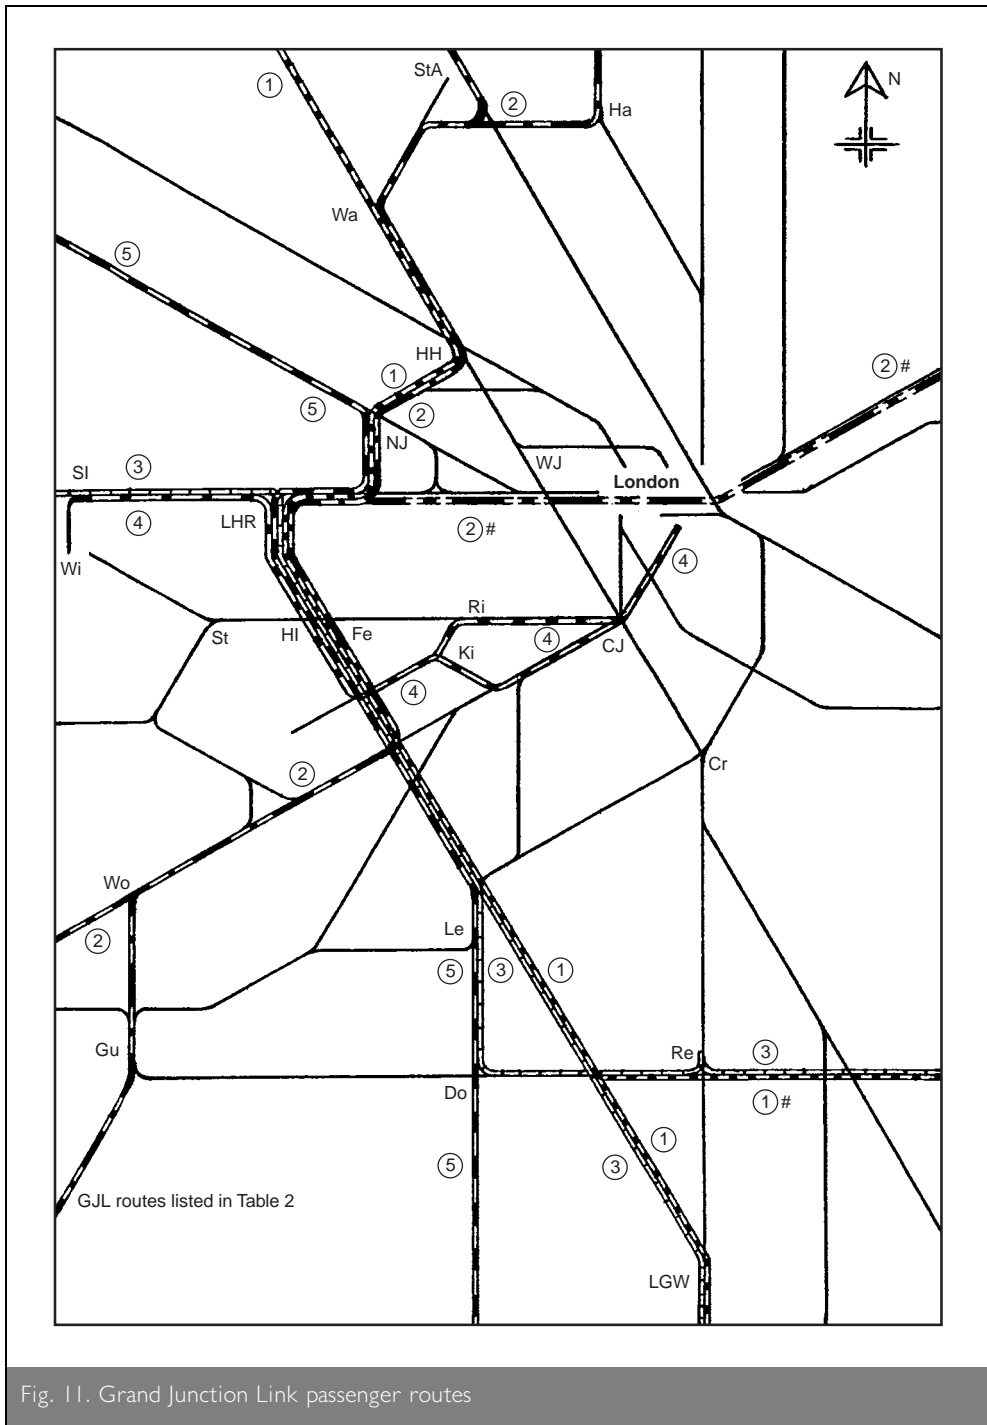 ① StA ② N
Ha
Wa
⑤
HH
① ②#
⑤ ②
NJ
SI ③ WJ London
④ LHR ②#
Wi ④
Ri
St HI Fe ④ CJ
Ki
④
② Cr
Wo
Le
② ⑤ ③ ①
Gu Re ③
Do ①#
①
⑤ ③
GJL routes listed in Table 2
LGW
Fig. 11. Grand Junction Link passenger routes